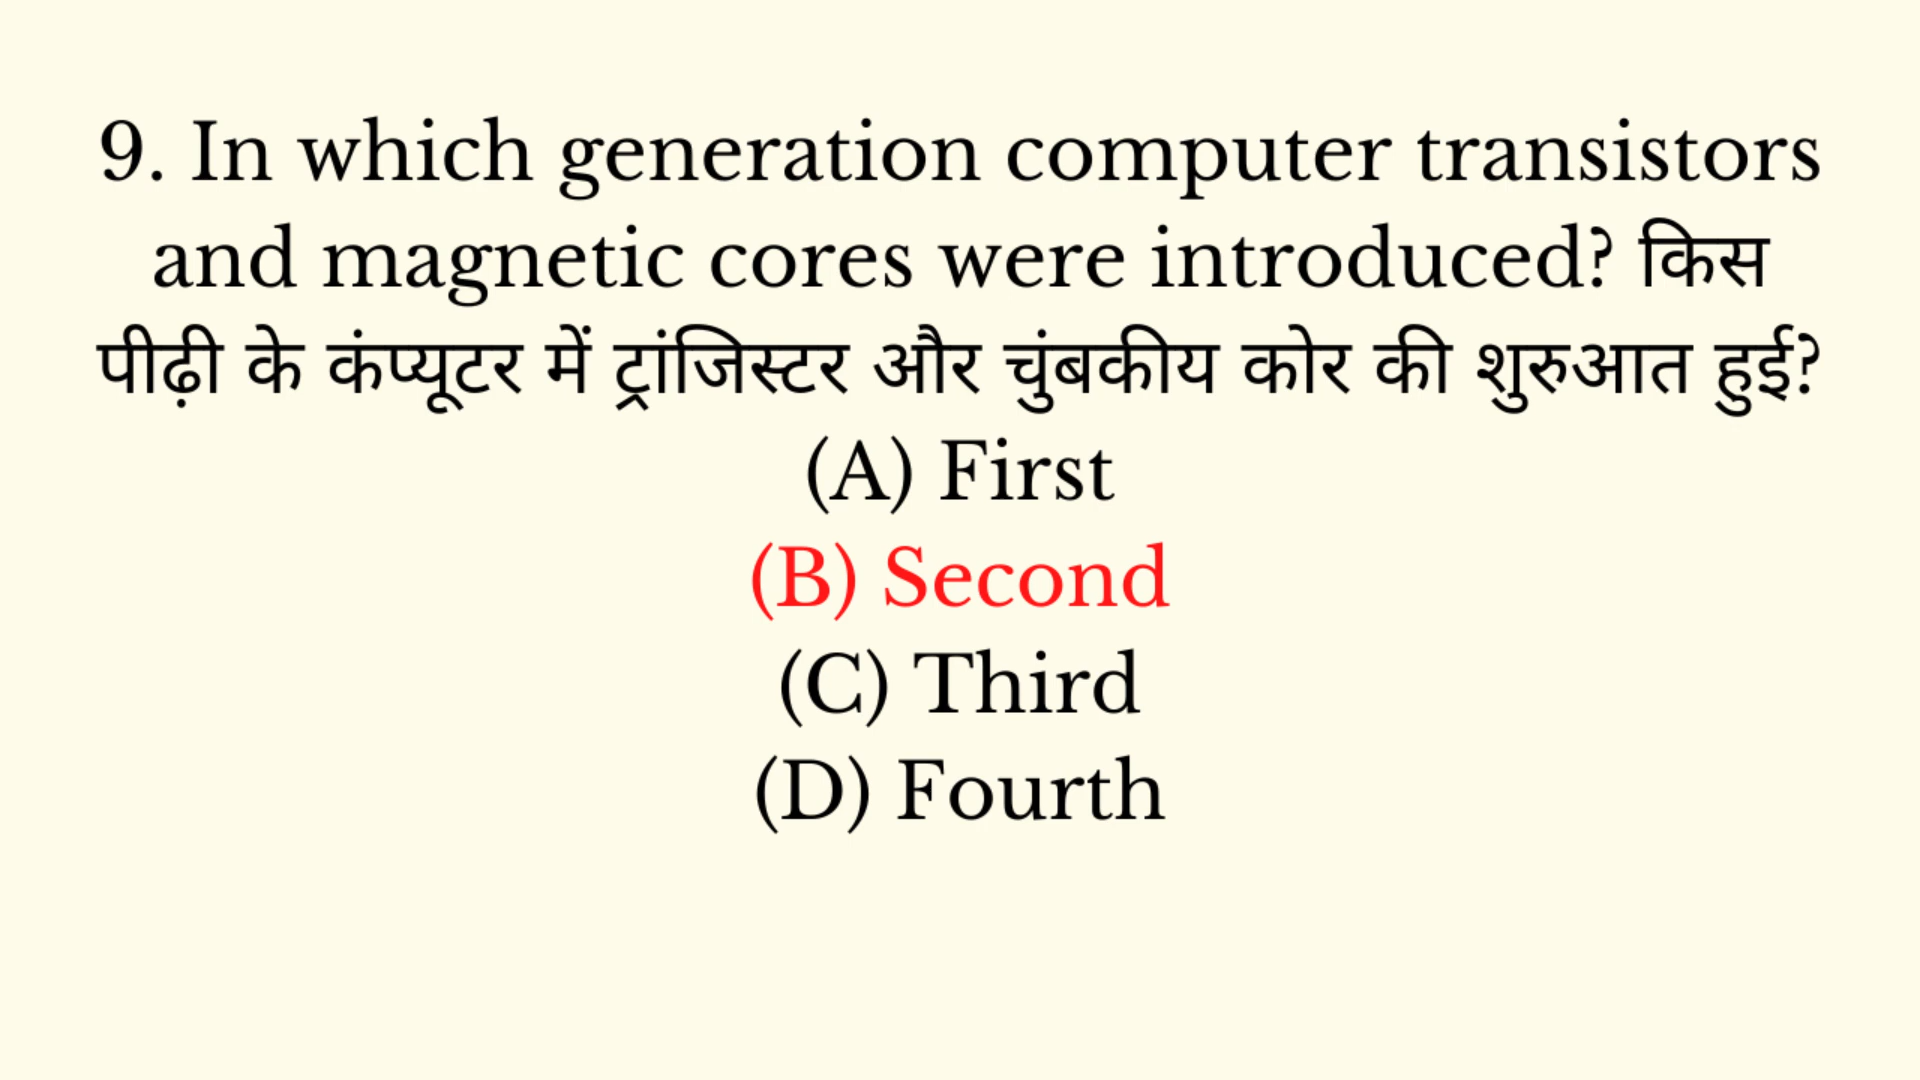 9. In which generation computer transistors
and magnetic cores were introduced? किस
पीढ़ी के कंप्यूटर में ट्रांजिस्टर और चुंबकीय कोर की शुरुआत हुई?
(A) First
(B) Second
(C) Third
(D) Fourth